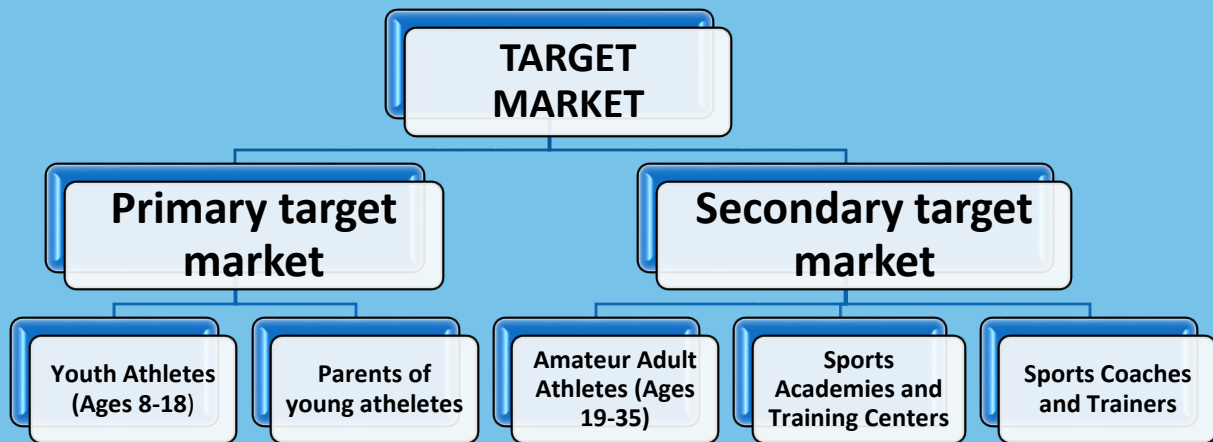 TARGET
MARKET
Primary target
market
Secondary target
market
Youth Athletes
(Ages 8-18)
Parents of
young atheletes
Amateur Adult
Athletes (Ages
19-35)
Sports
Academies and
Training Centers
Sports Coaches
and Trainers